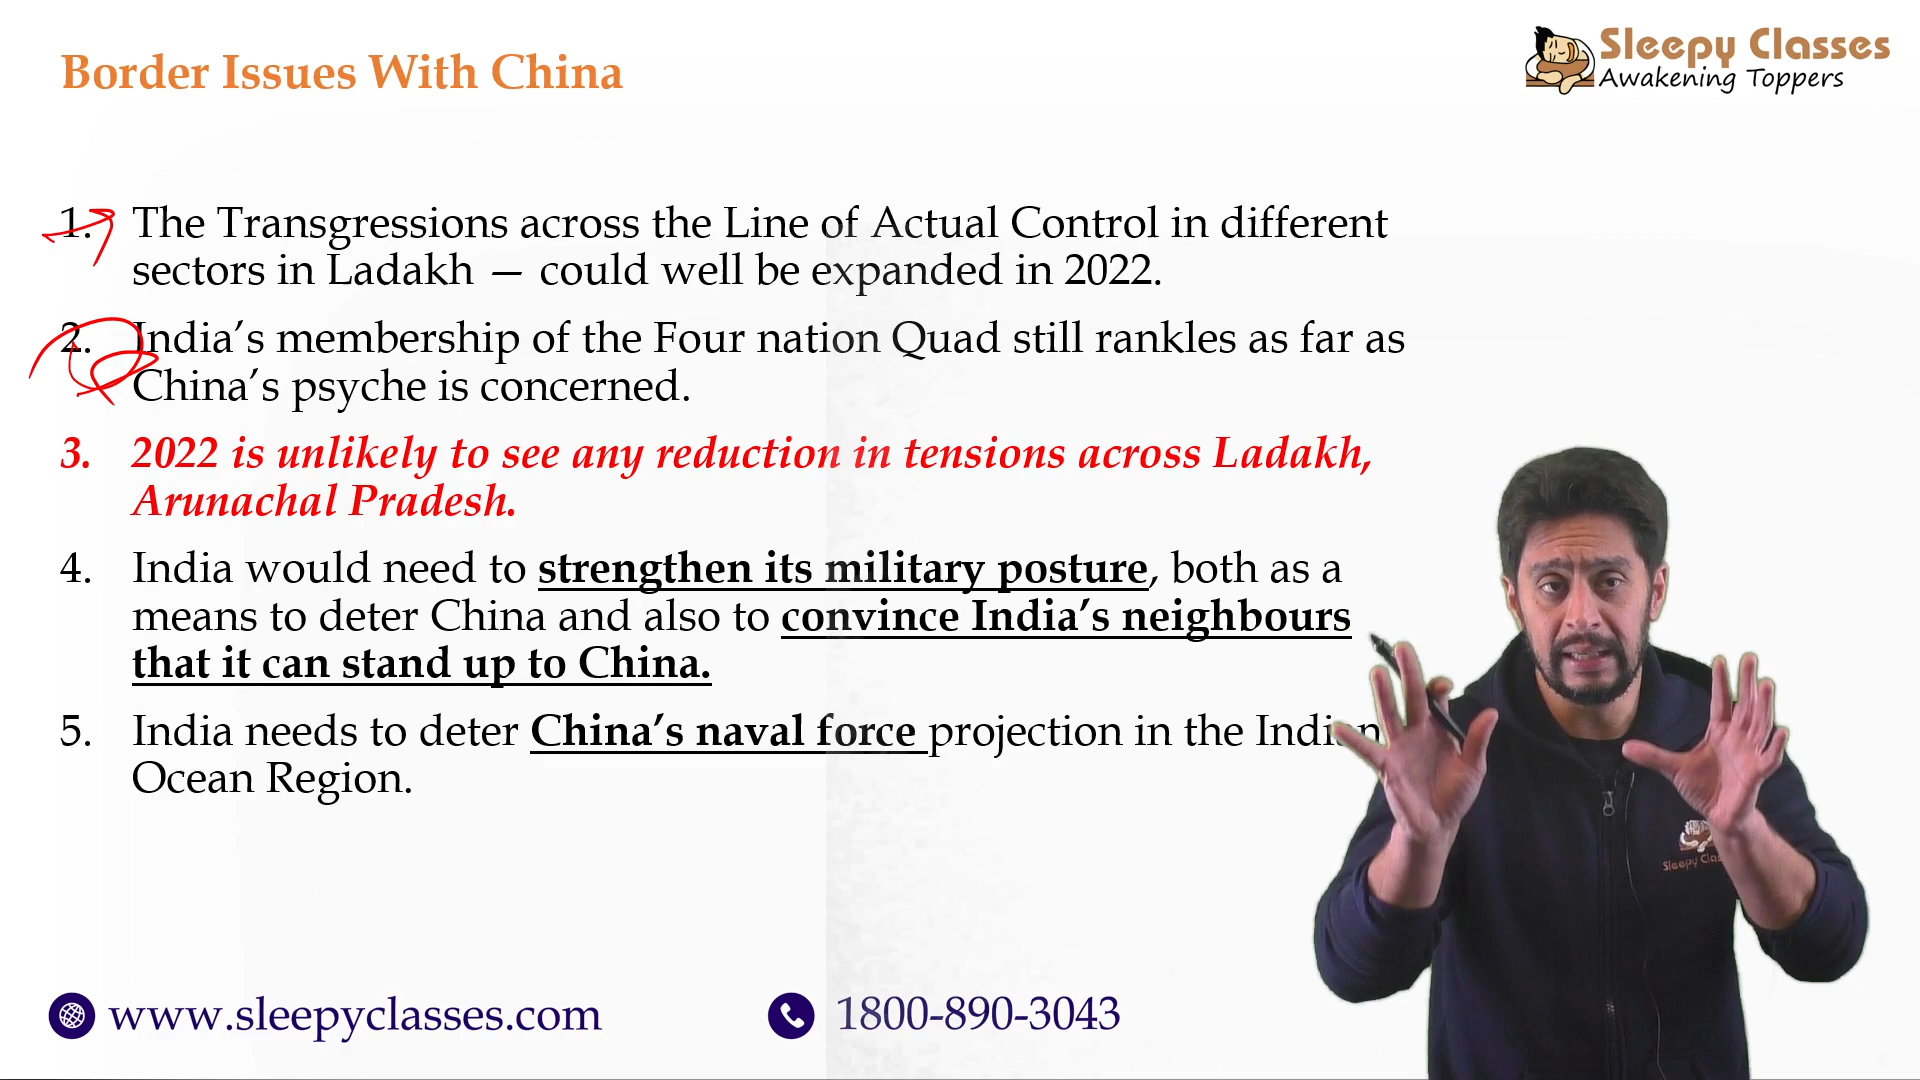 Border Issues With China
Sleepy Classes
Awakening Toppers
1. The Transgressions across the Line of Actual Control in different
sectors in Ladakh — could well be expanded in 2022.
2. India’s membership of the Four nation Quad still rankles as far as
China’s psyche is concerned.
3. 2022 is unlikely to see any reduction in tensions across Ladakh,
Arunachal Pradesh.
4. India would need to strengthen its military posture, both as a
means to deter China and also to convince India’s neighbours
that it can stand up to China.
5. India needs to deter China’s naval force projection in the Indian
Ocean Region.
Sleepy Clas
www.sleepyclasses.com
1800-890-3043